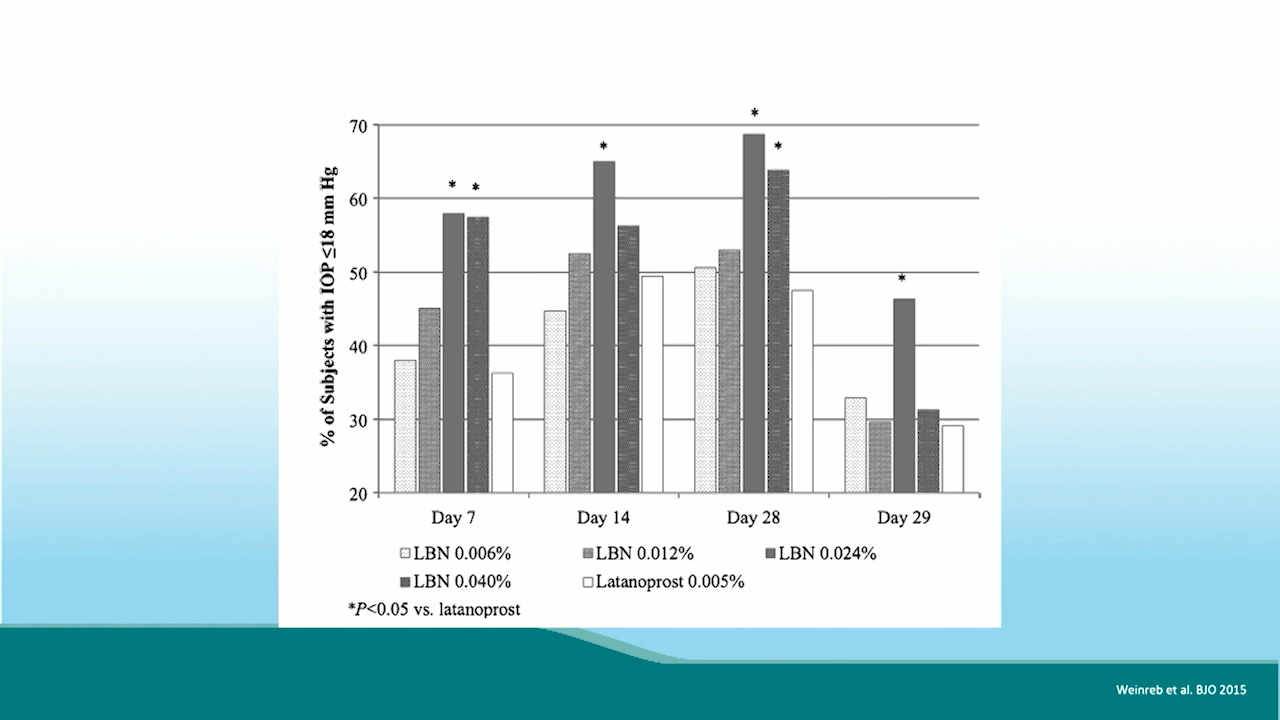 % of Subjects with IOP ≤18 mm Hg
70
60
50
40
30
20
* *
*
*
*
*
Day 7 Day 14 Day 28 Day 29
LBN 0.006% LBN 0.012% LBN 0.024%
LBN 0.040% Latanoprost 0.005%
*P<0.05 vs. latanoprost
Weinreb et al. BJO 2015